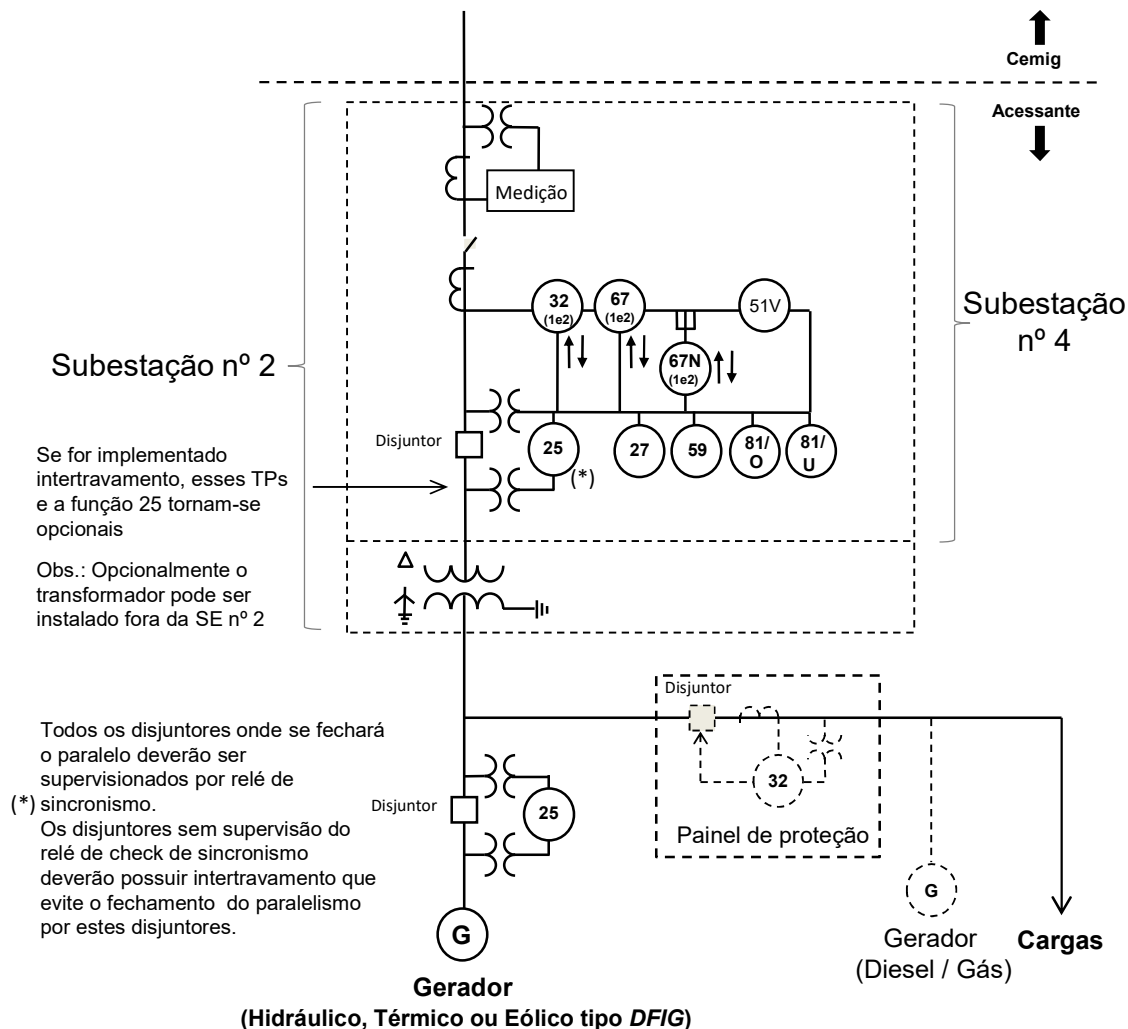 Cemig
Acessante
Medição
32
(1e2)
67
(1e2)
51V
67N
(1e2)
Subestação nº 2
Subestação
nº 4
Disjuntor
25
(*)
27
59
81/
O
81/
U
Se for implementado
intertravamento, esses TPs
e a função 25 tornam-se
opcionais
Obs.: Opcionalmente o
transformador pode ser
instalado fora da SE nº 2
Disjuntor
32
Painel de proteção
Todos os disjuntores onde se fechará
o paralelo deverão ser
supervisionados por relé de
(*) sincronismo.
Os disjuntores sem supervisão do
relé de check de sincronismo
deverão possuir intertravamento que
evite o fechamento do paralelismo
por estes disjuntores.
Disjuntor
25
G
Gerador
(Diesel / Gás)
Cargas
G
Gerador
(Hidráulico, Térmico ou Eólico tipo DFIG)